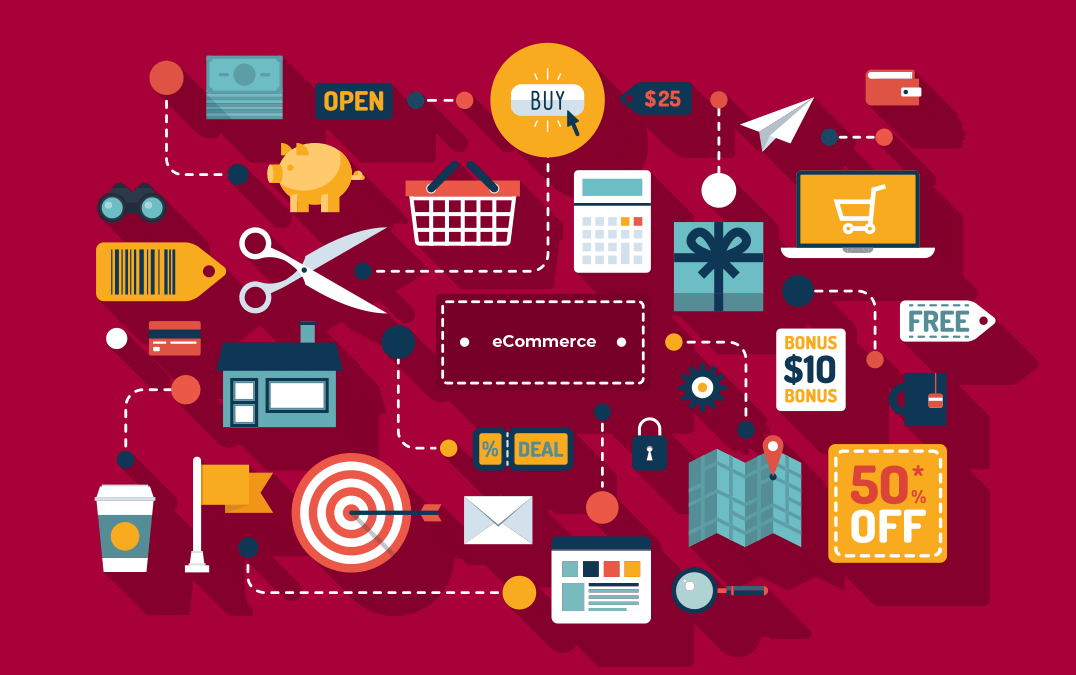 OPEN
BUY
$25
eCommerce
FREE
BONUS
$10
BONUS
% DEAL
50*%
OFF